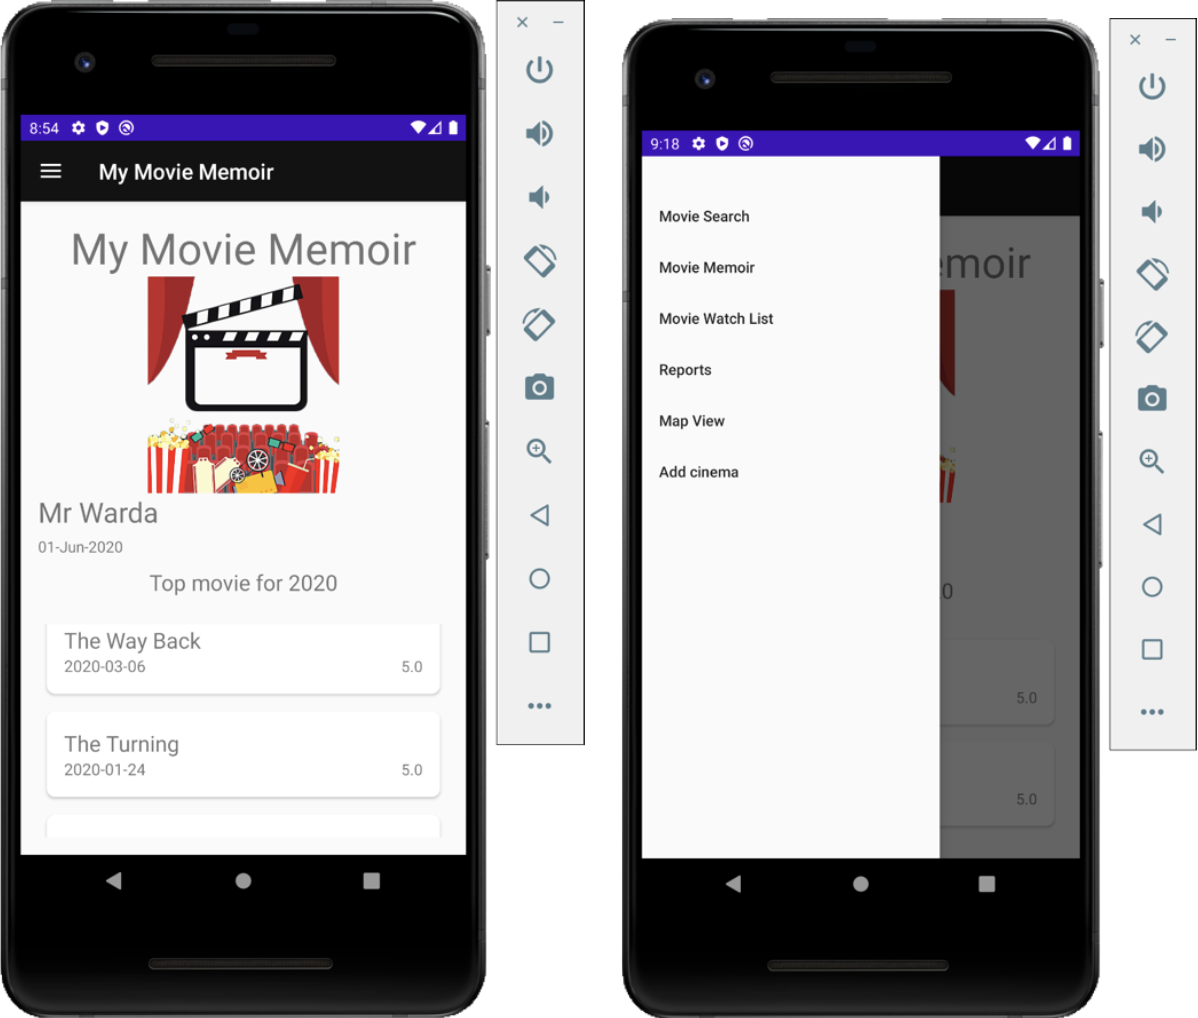 8:54
My Movie Memoir
My Movie Memoir
Mr Warda
01-Jun-2020
Top movie for 2020
The Way Back
2020-03-06 5.0
The Turning
2020-01-24 5.0
9:18
Movie Search
Movie Memoir
Movie Watch List
Reports
Map View
Add cinema
emoir
0
5.0
5.0